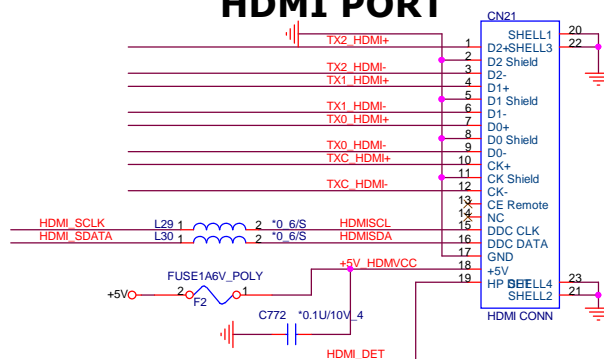 HDMI PORT
CN21
SHELL1 20
TX2_HDMI+ 1 D2+ SHELL3 22
2 D2 Shield
TX2_HDMI- 3 D2-
TX1_HDMI+ 4 D1+
5 D1 Shield
TX1_HDMI- 6 D1-
TX0_HDMI+ 7 D0+
8 D0 Shield
TX0_HDMI- 9 D0-
TXC_HDMI+ 10 CK+
11 CK Shield
TXC_HDMI- 12 CK-
13 CE Remote
14 NC
HDMI_SCLK L29 1 2 *0_6/S HDMISCL 15 DDC CLK
HDMI_SDATA L30 1 2 *0_6/S HDMISDA 16 DDC DATA
17 GND
+5V_HDMVCC 18 +5V
FUSE1A6V_POLY 19 HP DET SHELL4 23
+5V 2 1 SHELL2 21
F2
C772 *0.1U/10V_4 HDMI CONN
HDMI_DET